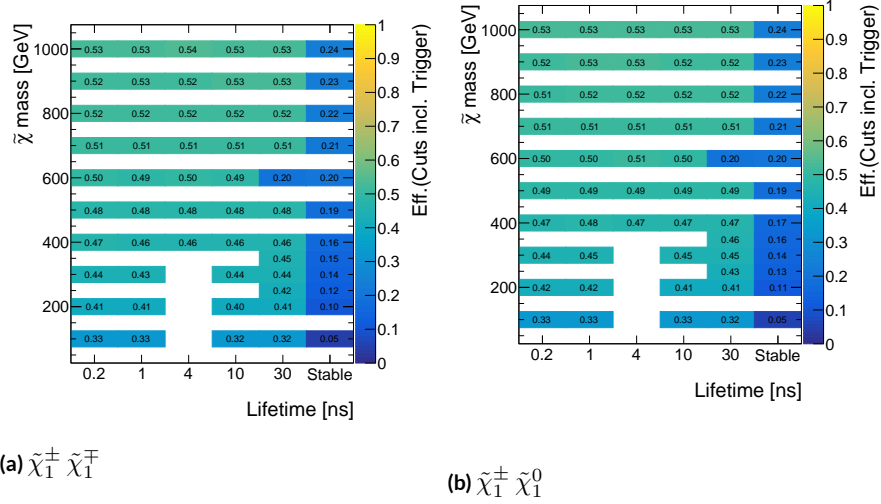 χ̃ mass [GeV]
1000
800
600
400
200
0.53 0.53 0.54 0.53 0.53 0.24
0.52 0.53 0.52 0.53 0.53 0.23
0.52 0.52 0.52 0.52 0.52 0.22
0.51 0.51 0.51 0.51 0.51 0.21
0.50 0.49 0.50 0.49 0.20 0.20
0.48 0.48 0.48 0.48 0.48 0.19
0.47 0.46 0.46 0.46 0.46 0.16
0.45 0.15
0.44 0.43 0.44 0.44 0.14
0.42 0.12
0.41 0.41 0.40 0.41 0.10
0.33 0.33 0.32 0.32 0.05
0.2 1 4 10 30 Stable
Lifetime [ns]
1
0.9
0.8
0.7
0.6
0.5
0.4
0.3
0.2
0.1
0
Eff.(Cuts incl. Trigger)
(a) χ̃₁± χ̃₁∓
χ̃ mass [GeV]
1000
800
600
400
200
0.53 0.53 0.53 0.53 0.53 0.24
0.52 0.52 0.53 0.52 0.53 0.23
0.51 0.52 0.52 0.52 0.52 0.22
0.51 0.51 0.51 0.51 0.51 0.21
0.50 0.50 0.51 0.50 0.20 0.20
0.49 0.49 0.49 0.49 0.49 0.19
0.47 0.48 0.47 0.47 0.47 0.17
0.46 0.16
0.44 0.45 0.45 0.45 0.14
0.43 0.13
0.42 0.42 0.41 0.41 0.11
0.33 0.33 0.33 0.32 0.05
0.2 1 4 10 30 Stable
Lifetime [ns]
1
0.9
0.8
0.7
0.6
0.5
0.4
0.3
0.2
0.1
0
Eff.(Cuts incl. Trigger)
(b) χ̃₁± χ̃₁⁰